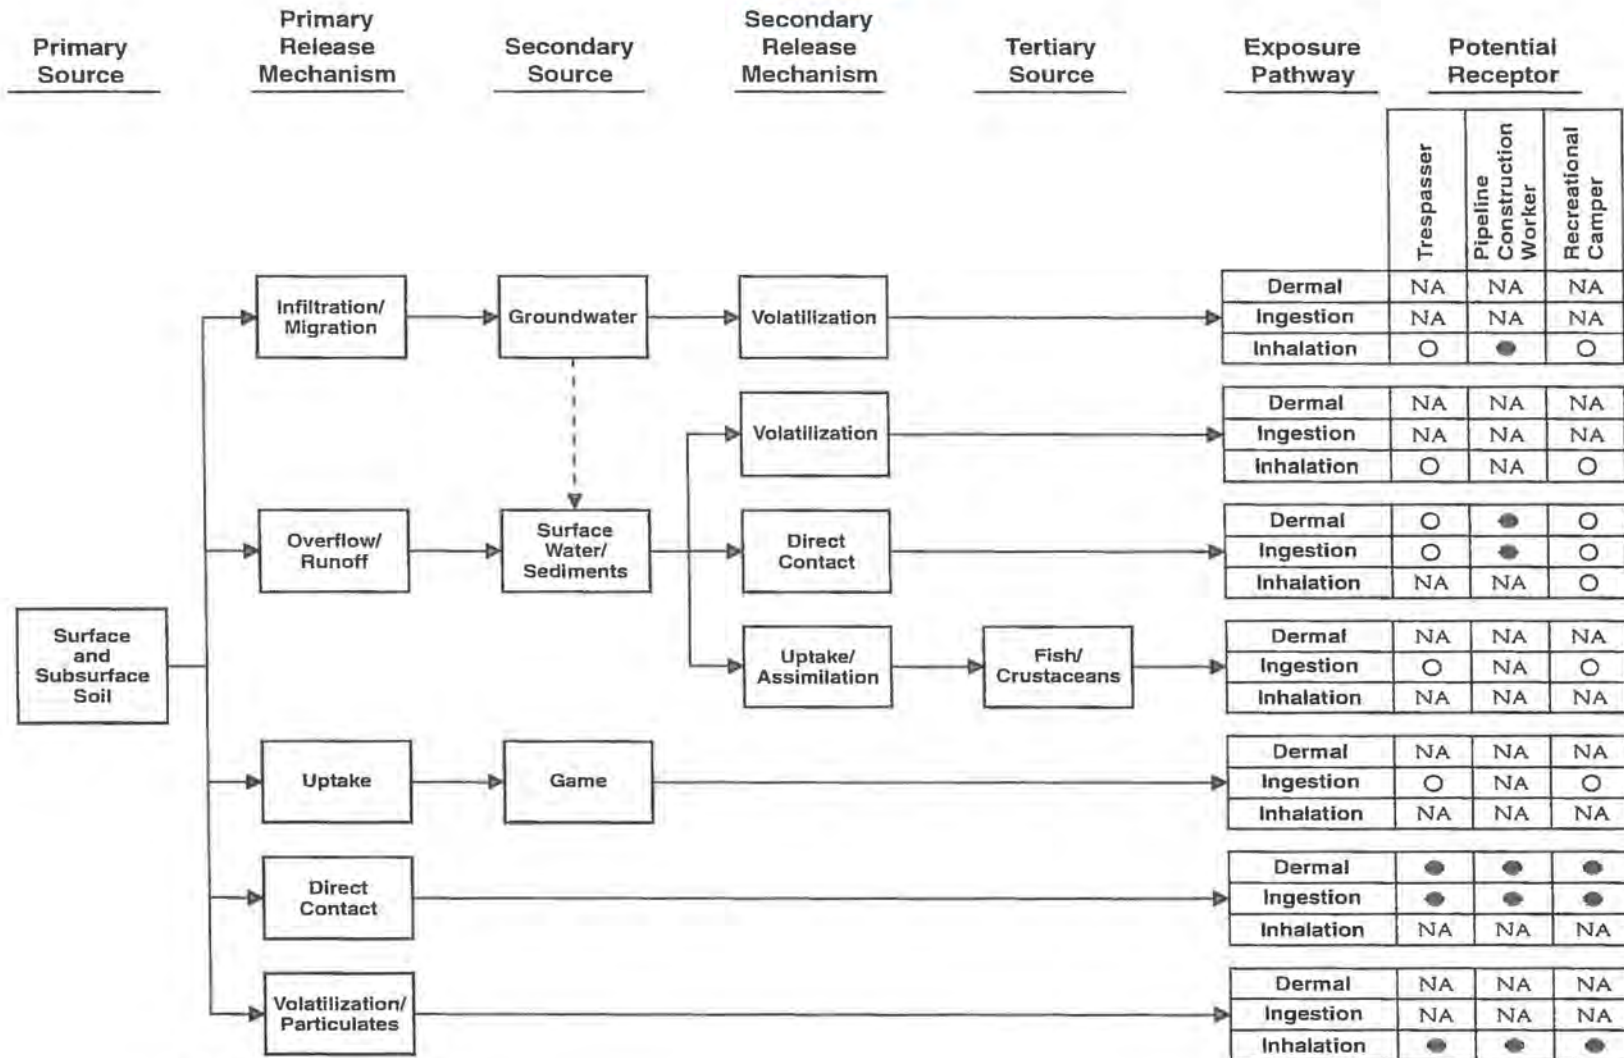 Primary
Source
Primary
Release
Mechanism
Secondary
Source
Secondary
Release
Mechanism
Tertiary
Source
Exposure
Pathway
Potential
Receptor
Trespasser
Pipeline
Construction
Worker
Recreational
Camper
Infiltration/
Migration
Groundwater
Volatilization
Dermal NA NA NA
Ingestion NA NA NA
Inhalation ○ ● ○
Volatilization
Dermal NA NA NA
Ingestion NA NA NA
Inhalation ○ NA ○
Overflow/
Runoff
Surface
Water/
Sediments
Direct
Contact
Dermal ○ ● ○
Ingestion ○ ● ○
Inhalation NA NA ○
Surface
and
Subsurface
Soil
Uptake/
Assimilation
Fish/
Crustaceans
Dermal NA NA NA
Ingestion ○ NA ○
Inhalation NA NA NA
Uptake
Game
Dermal NA NA NA
Ingestion ○ NA ○
Inhalation NA NA NA
Direct
Contact
Dermal ● ● ●
Ingestion ● ● ●
Inhalation NA NA NA
Volatilization/
Particulates
Dermal NA NA NA
Ingestion NA NA NA
Inhalation ● ● ●